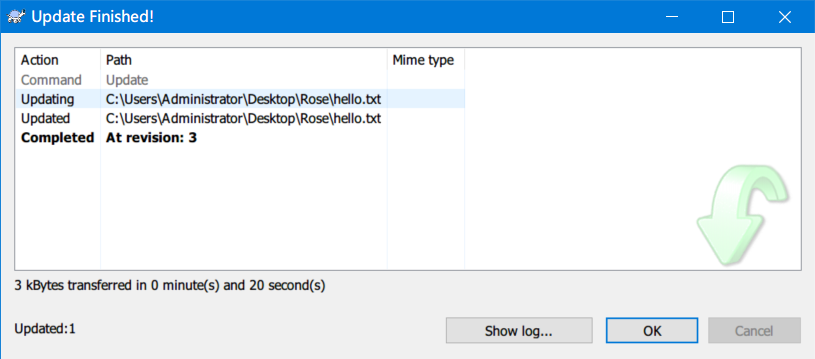 Update Finished!
Action Path Mime type
Command Update
Updating C:\Users\Administrator\Desktop\Rose\hello.txt
Updated C:\Users\Administrator\Desktop\Rose\hello.txt
Completed At revision: 3
3 kBytes transferred in 0 minute(s) and 20 second(s)
Updated:1
Show log... OK Cancel